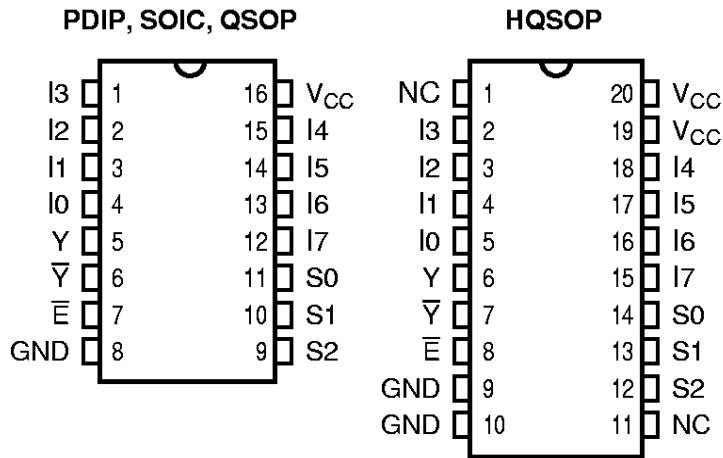 PDIP, SOIC, QSOP HQSOP
I3 1 16 VCC NC 1 20 VCC
I2 2 15 I4 I3 2 19 VCC
I1 3 14 I5 I2 3 18 I4
I0 4 13 I6 I1 4 17 I5
Y 5 12 I7 I0 5 16 I6
Y̅ 6 11 S0 Y 6 15 I7
E̅ 7 10 S1 Y̅ 7 14 S0
GND 8 9 S2 E̅ 8 13 S1
GND 9 12 S2
GND 10 11 NC